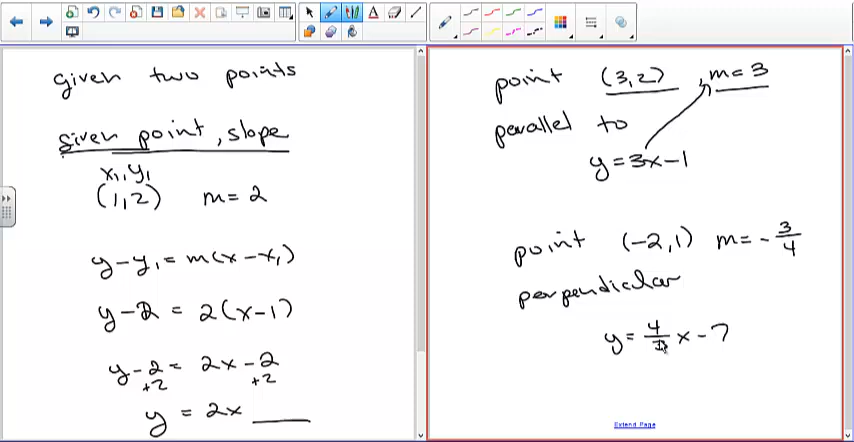 given two points
given point, slope
x₁, y₁
(1, 2) m = 2
y - y₁ = m(x - x₁)
y - 2 = 2(x - 1)
y - 2 = 2x - 2
+2 +2
y = 2x ____
point (3, 2) , m = 3
parallel to
y = 3x - 1
point (-2, 1) m = -3/4
perpendicular
y = 4/3 x - 7
Extend Page